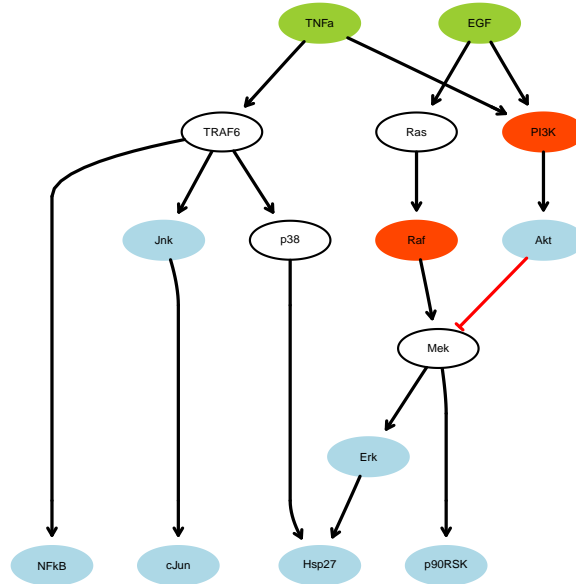 TNFa
EGF
TRAF6
Ras
PI3K
Jnk
p38
Raf
Akt
Mek
Erk
NFkB
cJun
Hsp27
p90RSK